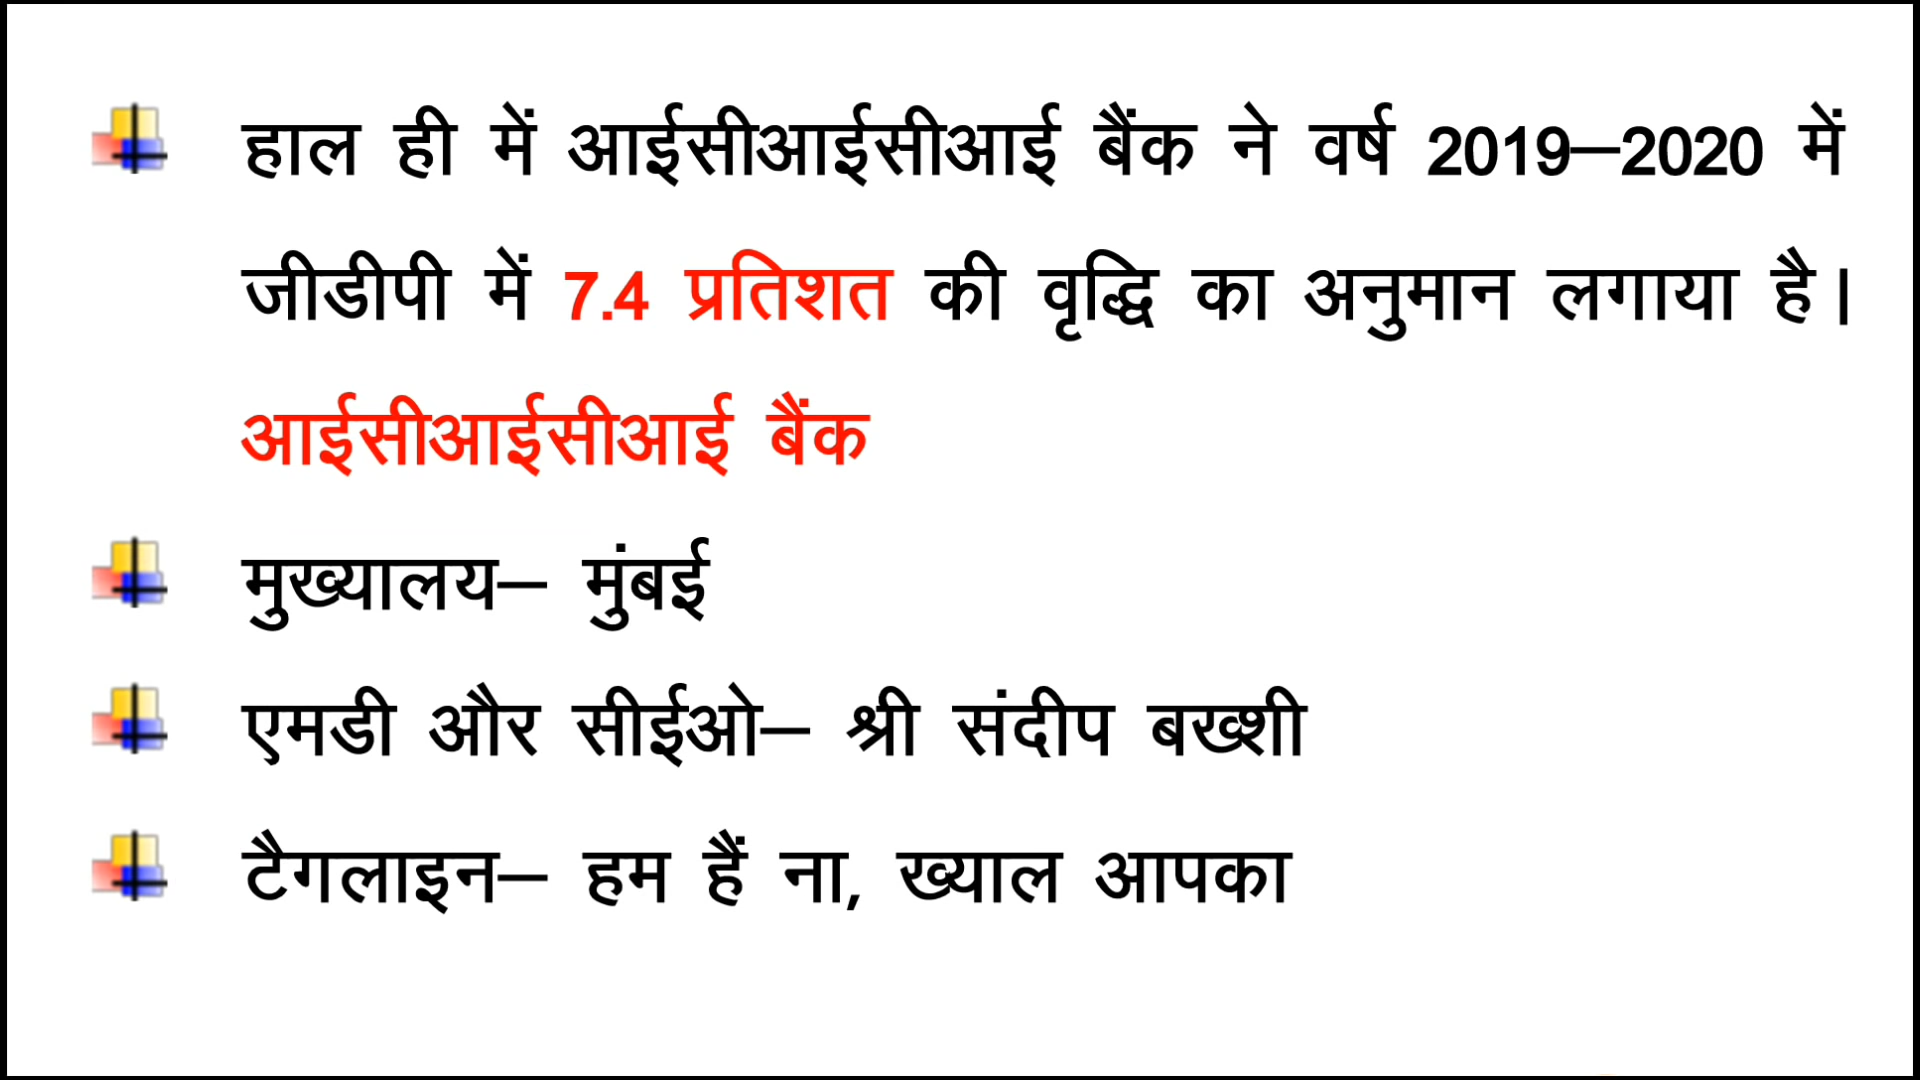 हाल ही में आईसीआईसीआई बैंक ने वर्ष 2019–2020 में
जीडीपी में 7.4 प्रतिशत की वृद्धि का अनुमान लगाया है।
आईसीआईसीआई बैंक
मुख्यालय– मुंबई
एमडी और सीईओ– श्री संदीप बख्शी
टैगलाइन– हम हैं ना, ख्याल आपका